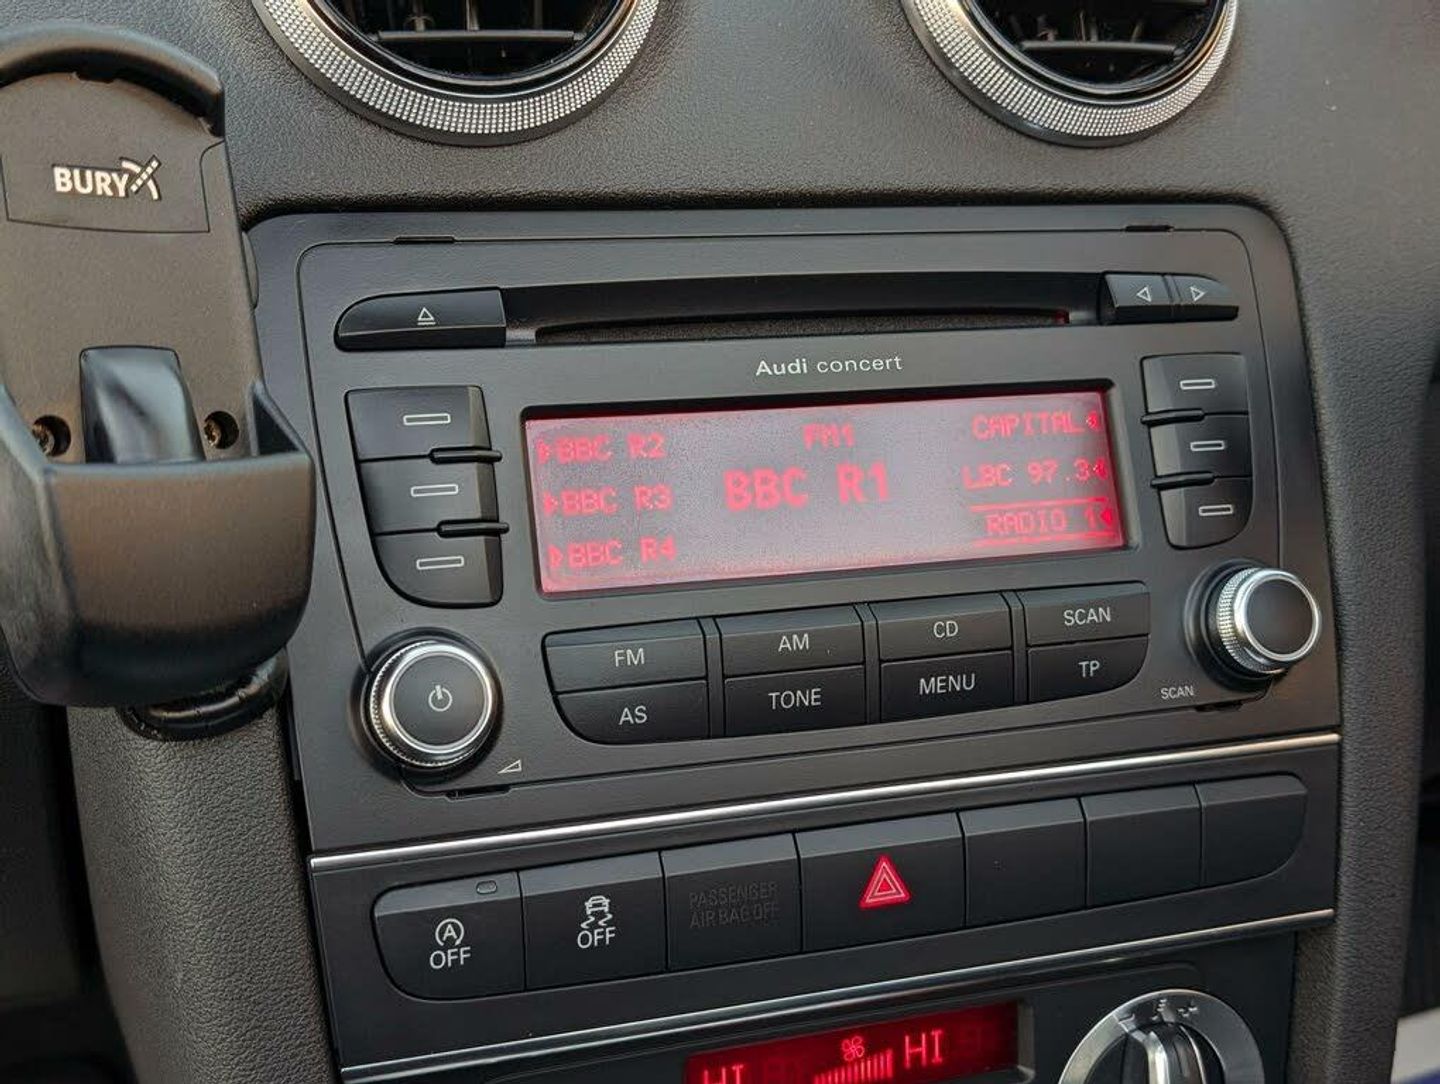 BURY
Audi concert
BBC R2
FM1
CAPITAL
BBC R3
BBC R1
LBC 97.3
BBC R4
RADIO 1
FM
AM
CD
SCAN
AS
TONE
MENU
TP
SCAN
A
OFF
OFF
PASSENGER
AIR BAG OFF
HI
HI